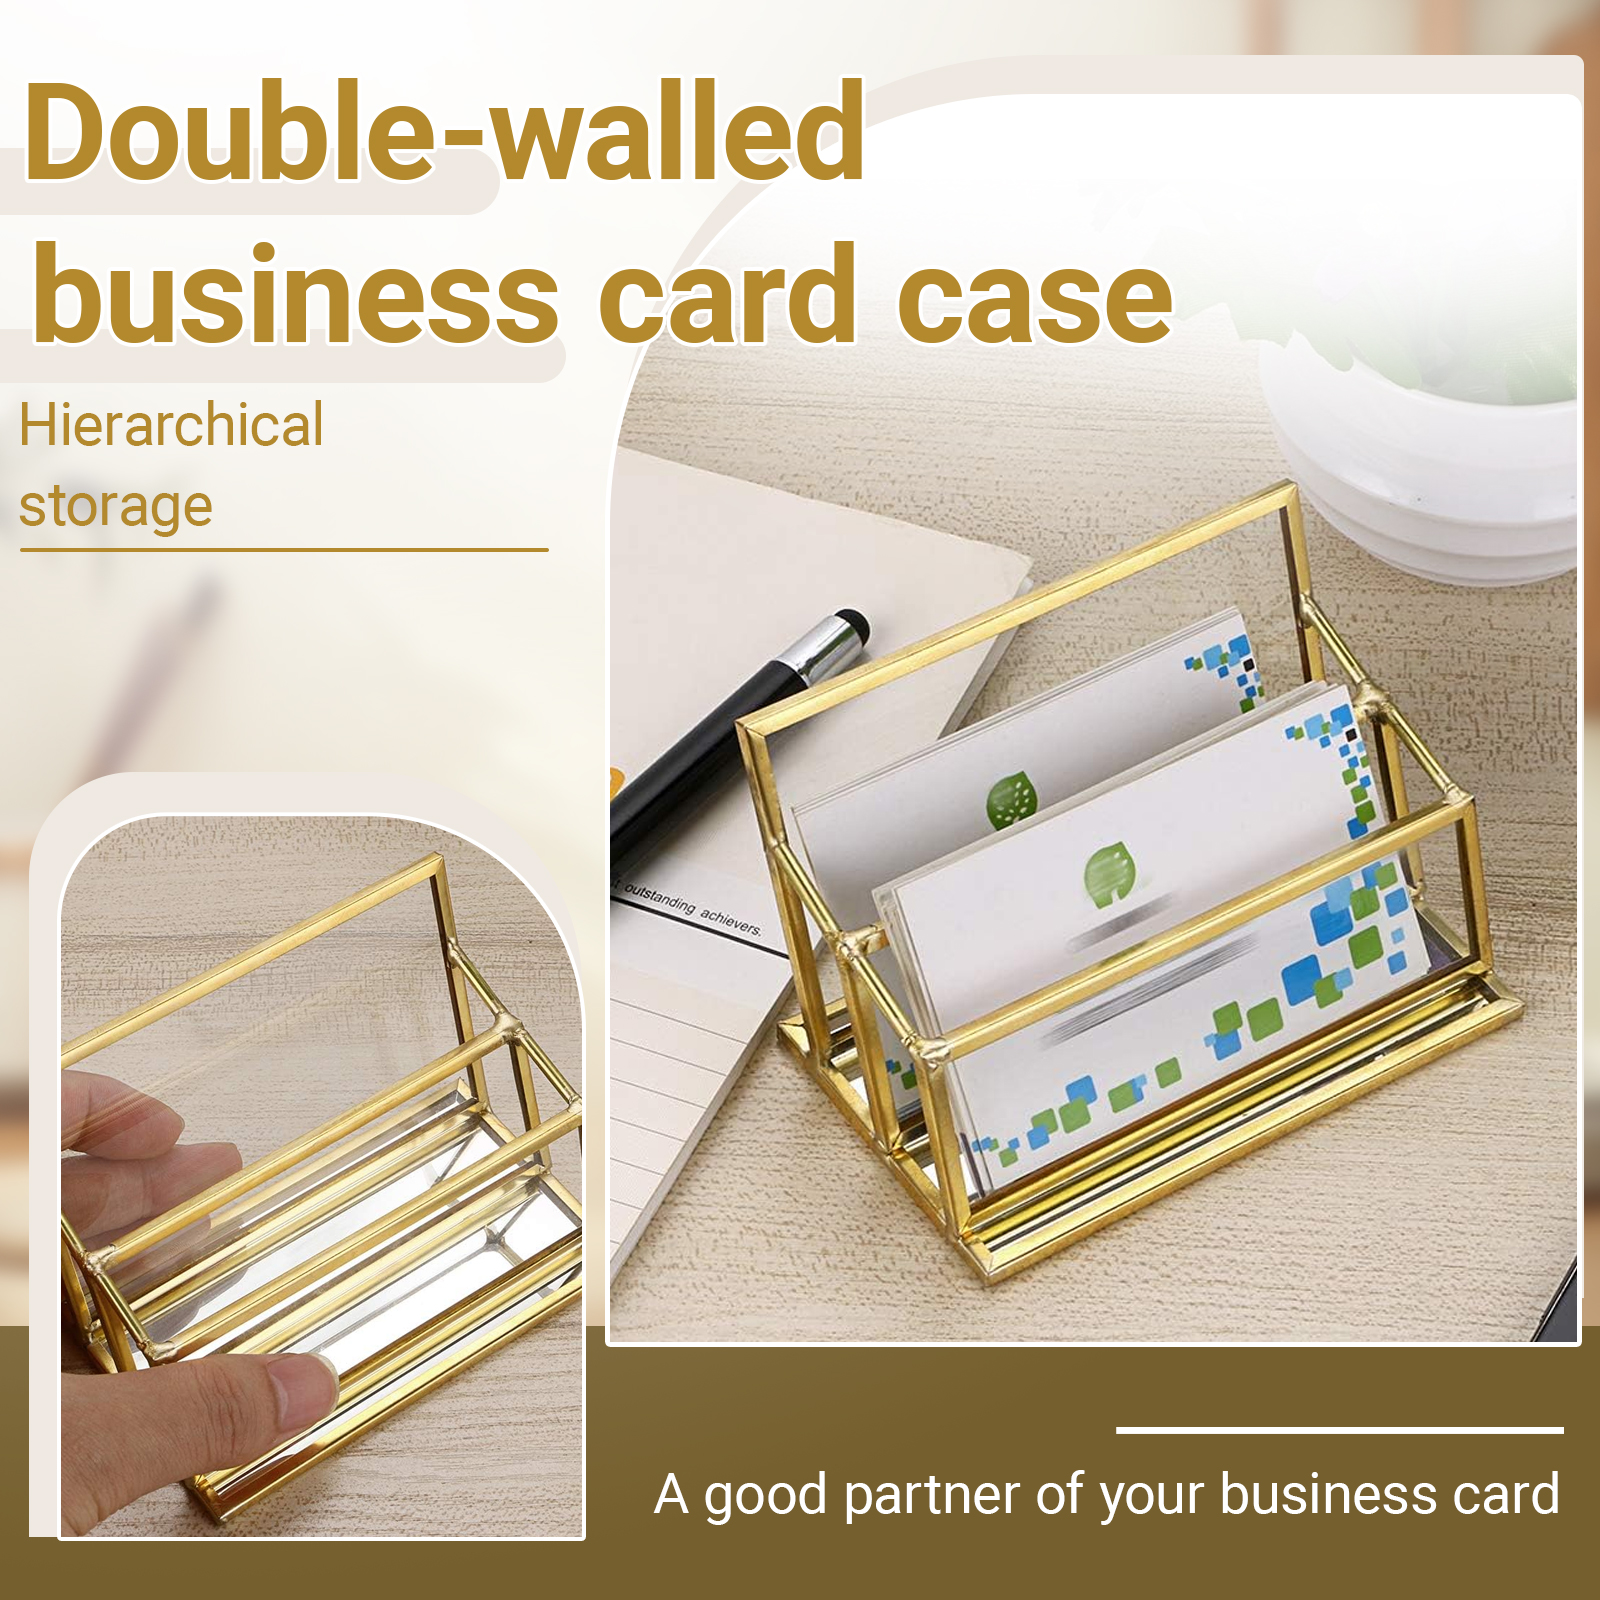 Double-walled
business card case
Hierarchical
storage
outstanding achievers.
A good partner of your business card